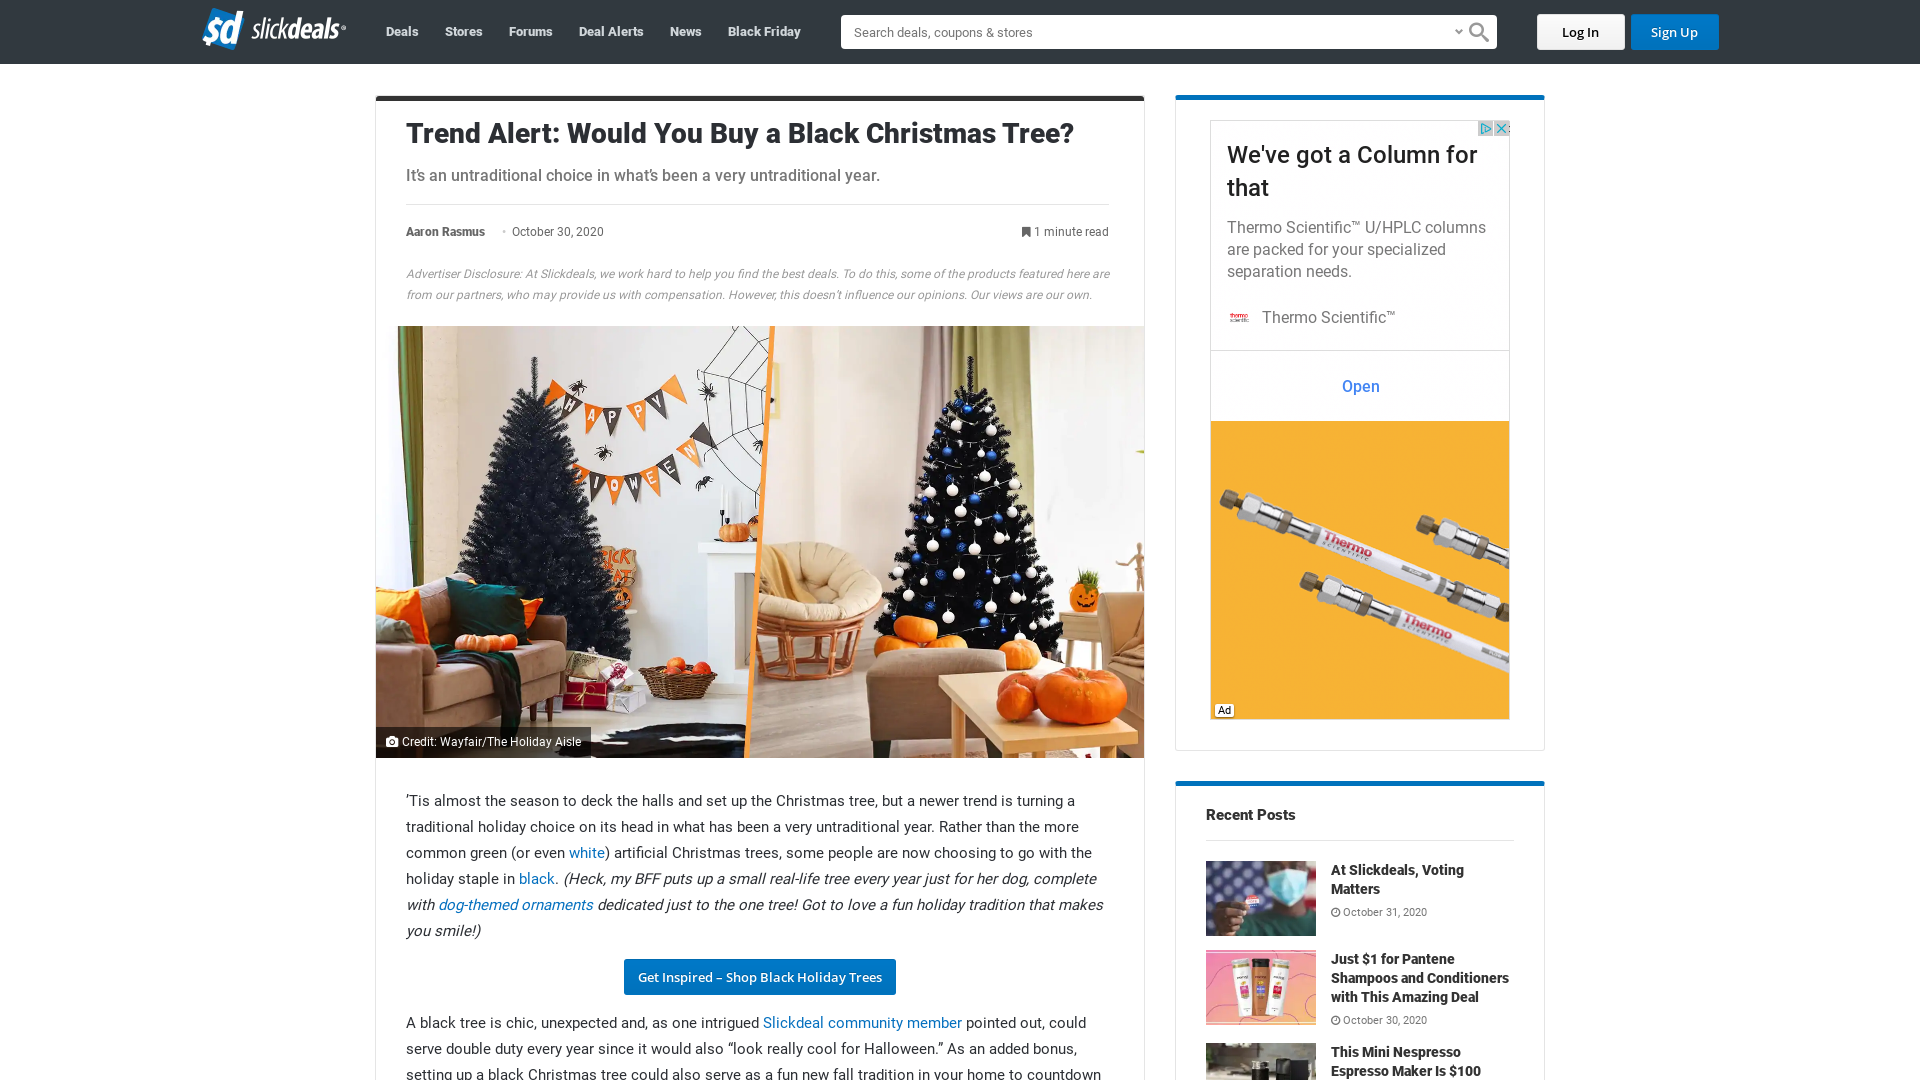 slickdeals
Deals
Stores
Forums
Deal Alerts
News
Black Friday
Search deals, coupons & stores
Log In
Sign Up
Trend Alert: Would You Buy a Black Christmas Tree?
It’s an untraditional choice in what’s been a very untraditional year.
Aaron Rasmus • October 30, 2020
1 minute read
Advertiser Disclosure: At Slickdeals, we work hard to help you find the best deals. To do this, some of the products featured here are
from our partners, who may provide us with compensation. However, this doesn’t influence our opinions. Our views are our own.
HAPPY
Credit: Wayfair/The Holiday Aisle
’Tis almost the season to deck the halls and set up the Christmas tree, but a newer trend is turning a
traditional holiday choice on its head in what has been a very untraditional year. Rather than the more
common green (or even white) artificial Christmas trees, some people are now choosing to go with the
holiday staple in black. (Heck, my BFF puts up a small real-life tree every year just for her dog, complete
with dog-themed ornaments dedicated just to the one tree! Got to love a fun holiday tradition that makes
you smile!)
Get Inspired – Shop Black Holiday Trees
A black tree is chic, unexpected and, as one intrigued Slickdeal community member pointed out, could
serve double duty every year since it would also “look really cool for Halloween.” As an added bonus,
setting up a black Christmas tree could also serve as a fun new fall tradition in your home to countdown
We've got a Column for
that
Thermo Scientific™ U/HPLC columns
are packed for your specialized
separation needs.
thermo
scientific
Thermo Scientific™
Open
Thermo
SCIENTIFIC
Thermo
SCIENTIFIC
Ad
Recent Posts
At Slickdeals, Voting
Matters
October 31, 2020
Just $1 for Pantene
Shampoos and Conditioners
with This Amazing Deal
October 30, 2020
This Mini Nespresso
Espresso Maker Is $100